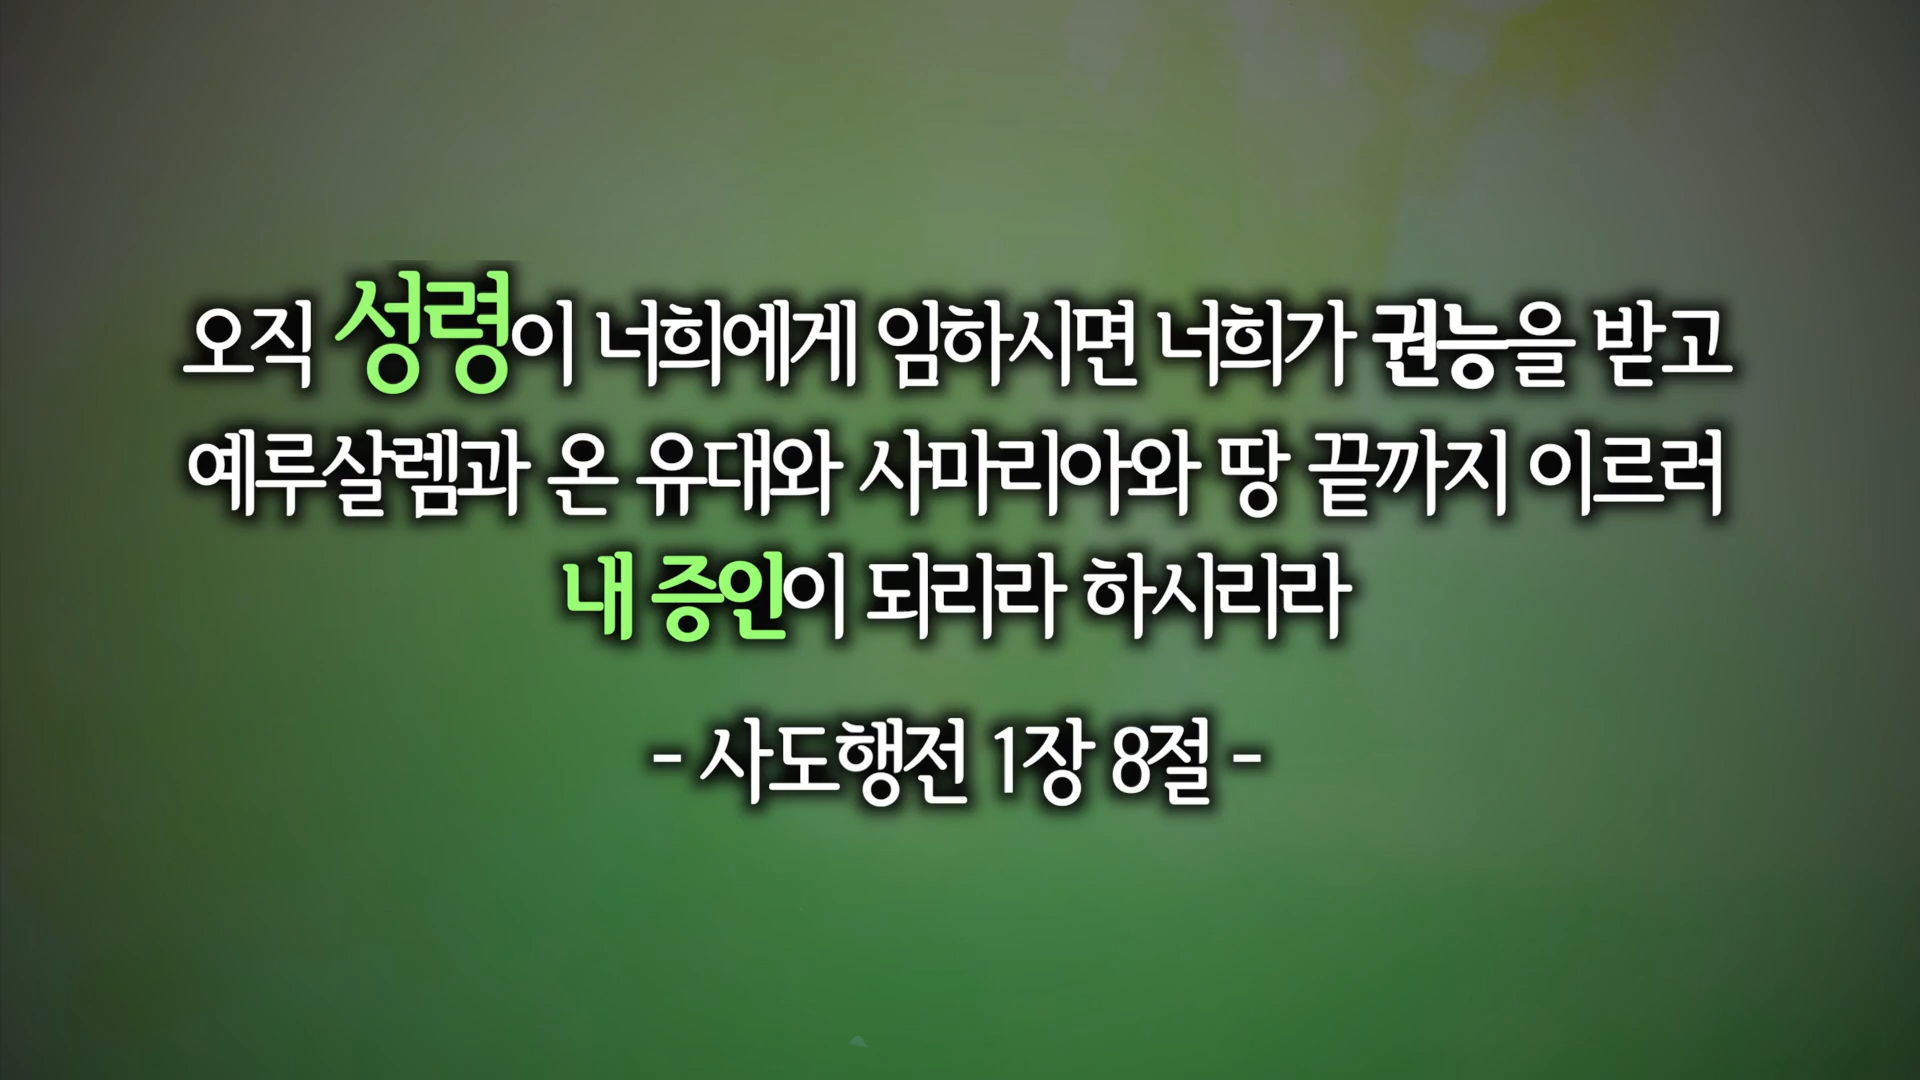 오직 성령이 너희에게 임하시면 너희가 권능을 받고
예루살렘과 온 유대와 사마리아와 땅 끝까지 이르러
내 증인이 되리라 하시리라
- 사도행전 1장 8절 -